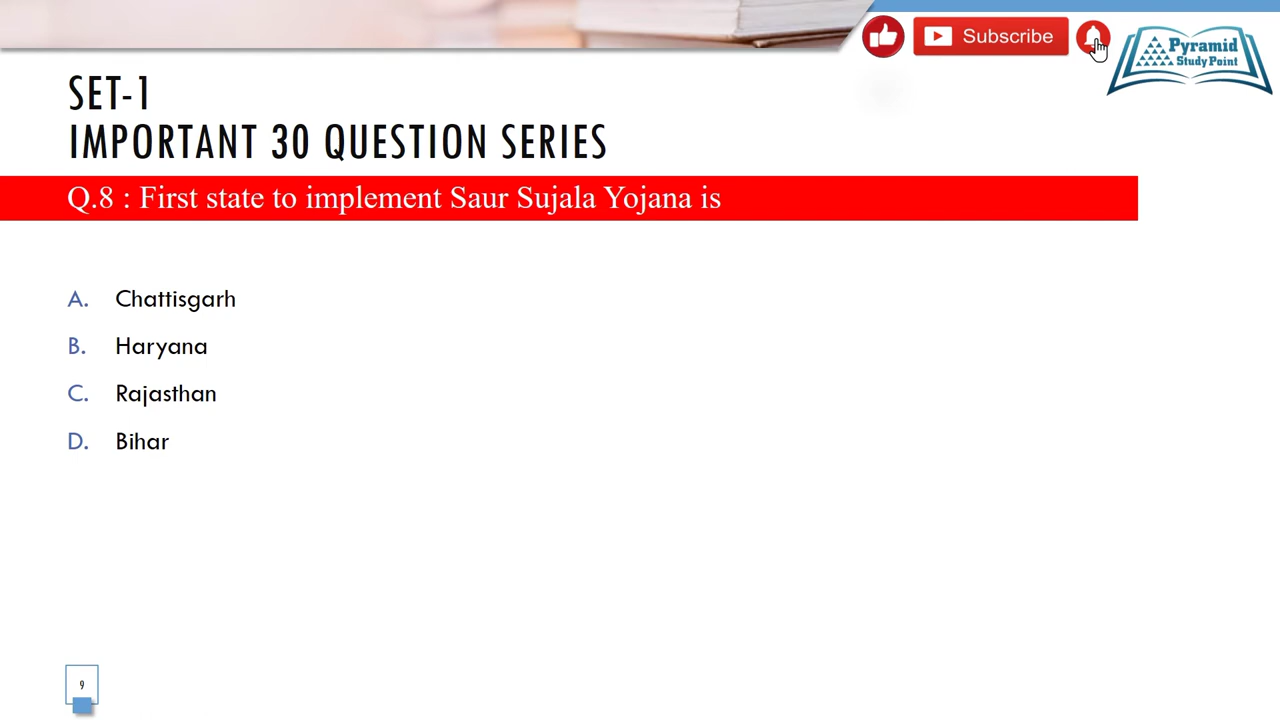 Subscribe
Pyramid
Study Point
SET-1
IMPORTANT 30 QUESTION SERIES
Q.8 : First state to implement Saur Sujala Yojana is
A. Chattisgarh
B. Haryana
C. Rajasthan
D. Bihar
9